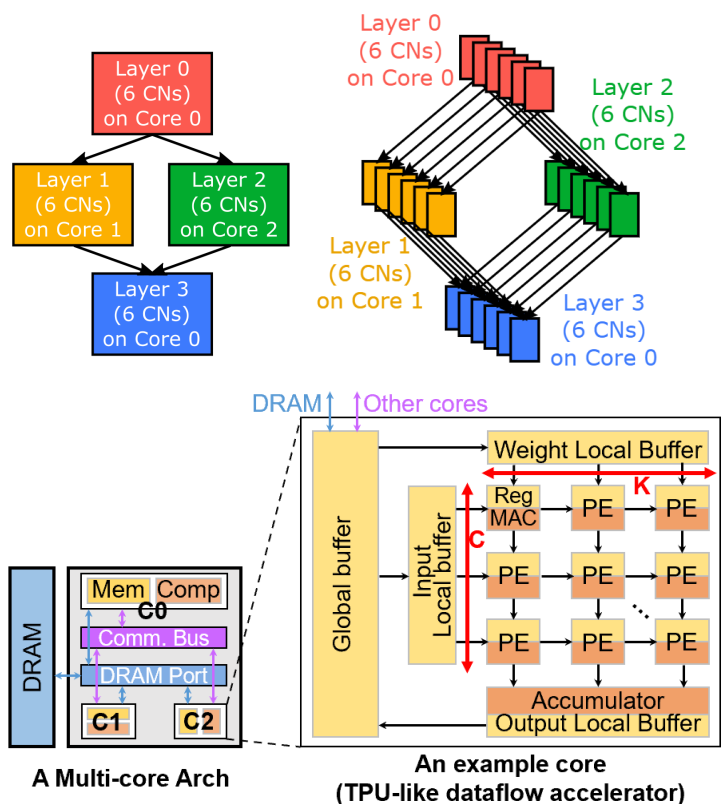 Layer 0
(6 CNs)
on Core 0
Layer 1
(6 CNs)
on Core 1
Layer 2
(6 CNs)
on Core 2
Layer 3
(6 CNs)
on Core 0
Layer 0
(6 CNs)
on Core 0
Layer 2
(6 CNs)
on Core 2
Layer 1
(6 CNs)
on Core 1
Layer 3
(6 CNs)
on Core 0
DRAM
Other cores
Global buffer
Weight Local Buffer
K
C
Input
Local buffer
Reg
MAC
PE
PE
PE
PE
PE
PE
PE
PE
...
Accumulator
Output Local Buffer
DRAM
Mem
Comp
C0
Comm. Bus
DRAM Port
C1
C2
A Multi-core Arch
An example core
(TPU-like dataflow accelerator)